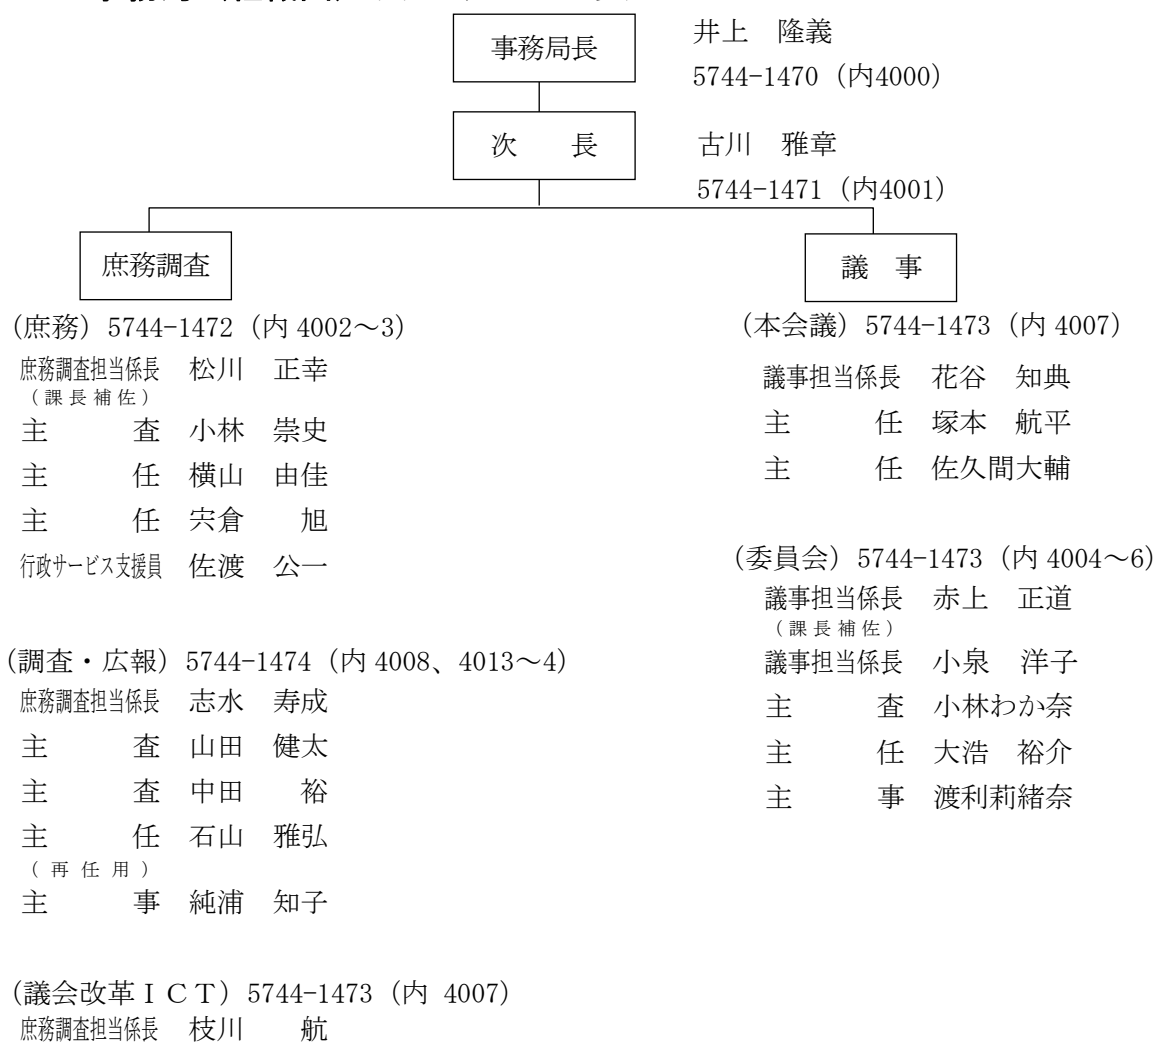 事務局長
井上　隆義
5744-1470（内4000）
次　長
古川　雅章
5744-1471（内4001）
庶務調査
（庶務）5744-1472（内 4002～3）
庶務調査担当係長　松川　正幸
（課長補佐）
主　　　査　小林　崇史
主　　　任　横山　由佳
主　　　任　宍倉　　旭
行政サービス支援員　佐渡　公一
（調査・広報）5744-1474（内 4008、4013～4）
庶務調査担当係長　志水　寿成
主　　　査　山田　健太
主　　　査　中田　　裕
主　　　任　石山　雅弘
（再任用）
主　　　事　純浦　知子
（議会改革ＩＣＴ）5744-1473（内 4007）
庶務調査担当係長　枝川　　航
議　事
（本会議）5744-1473（内 4007）
議事担当係長　花谷　知典
主　　　任　塚本　航平
主　　　任　佐久間大輔
（委員会）5744-1473（内 4004～6）
議事担当係長　赤上　正道
（課長補佐）
議事担当係長　小泉　洋子
主　　　査　小林わか奈
主　　　任　大浩　裕介
主　　　事　渡利莉緒奈